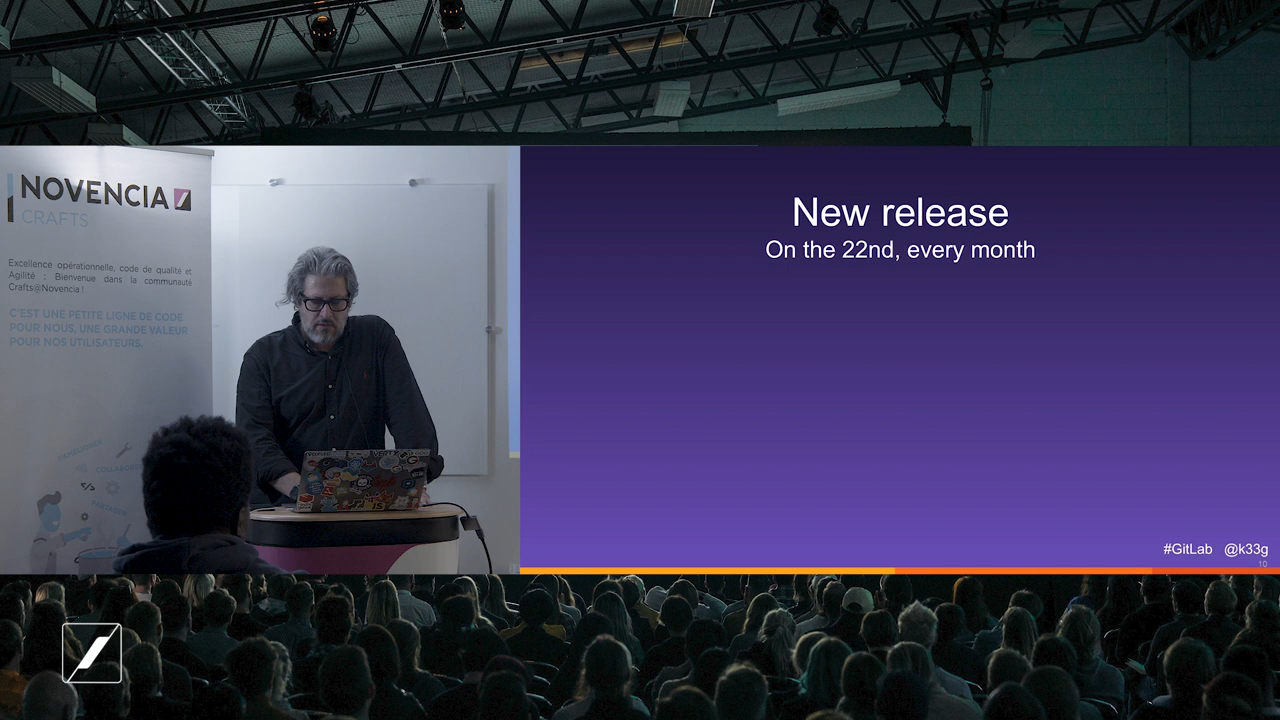 NOVENCIA
CRAFTS
Excellence opérationnelle, code de qualité et
Agilité : Bienvenue dans la communauté
Crafts@Novencia !
C'EST UNE PETITE LIGNE DE CODE
POUR NOUS, UNE GRANDE VALEUR
POUR NOS UTILISATEURS.
New release
On the 22nd, every month
#GitLab @k33g
10